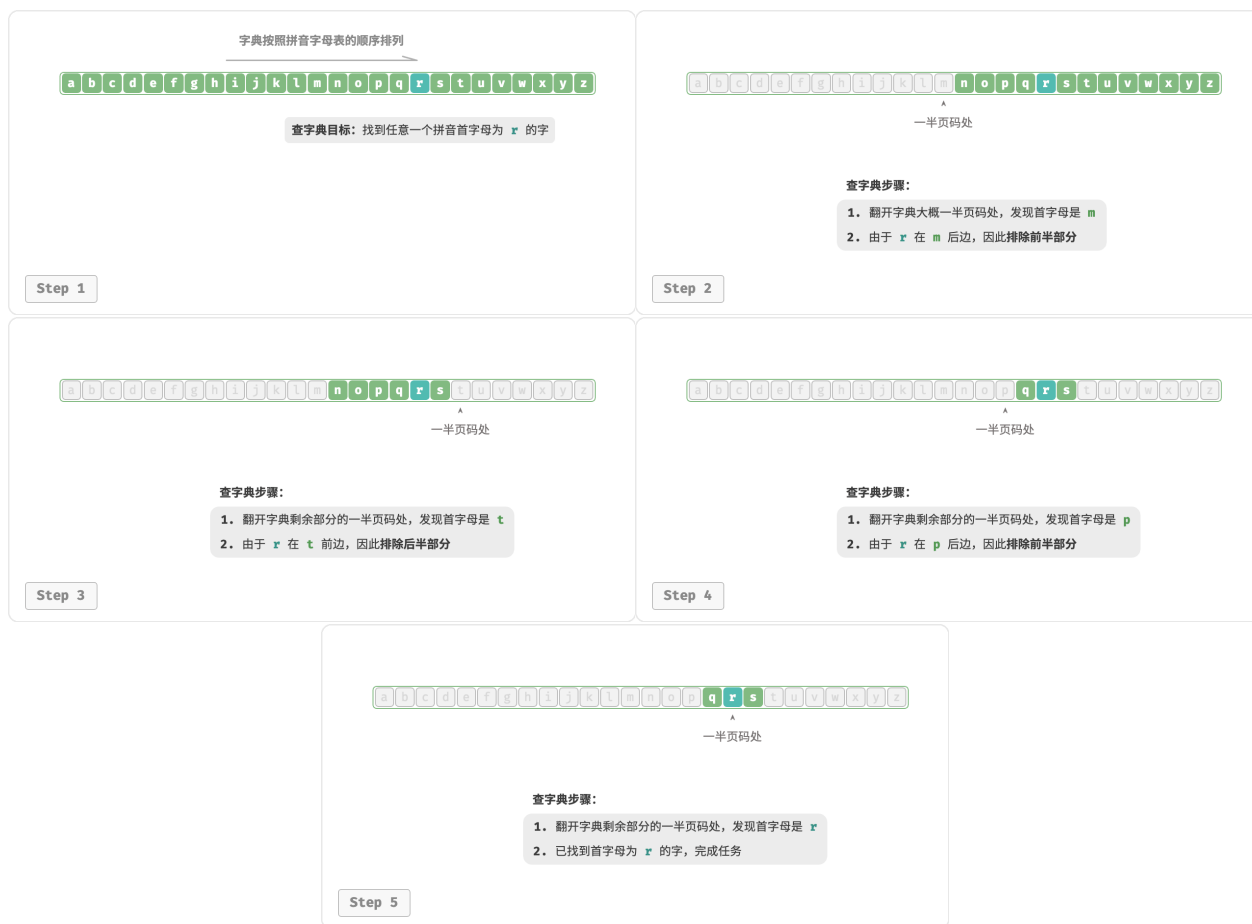 字典按照拼音字母表的顺序排列
a b c d e f g h i j k l m n o p q r s t u v w x y z
查字典目标：找到任意一个拼音首字母为 r 的字
Step 1
a b c d e f g h i j k l m n o p q r s t u v w x y z
一半页码处
查字典步骤：
1. 翻开字典大概一半页码处，发现首字母是 m
2. 由于 r 在 m 后边，因此排除前半部分
Step 2
a b c d e f g h i j k l m n o p q r s t u v w x y z
一半页码处
查字典步骤：
1. 翻开字典剩余部分的一半页码处，发现首字母是 t
2. 由于 r 在 t 前边，因此排除后半部分
Step 3
a b c d e f g h i j k l m n o p q r s t u v w x y z
一半页码处
查字典步骤：
1. 翻开字典剩余部分的一半页码处，发现首字母是 p
2. 由于 r 在 p 后边，因此排除前半部分
Step 4
a b c d e f g h i j k l m n o p q r s t u v w x y z
一半页码处
查字典步骤：
1. 翻开字典剩余部分的一半页码处，发现首字母是 r
2. 已找到首字母为 r 的字，完成任务
Step 5